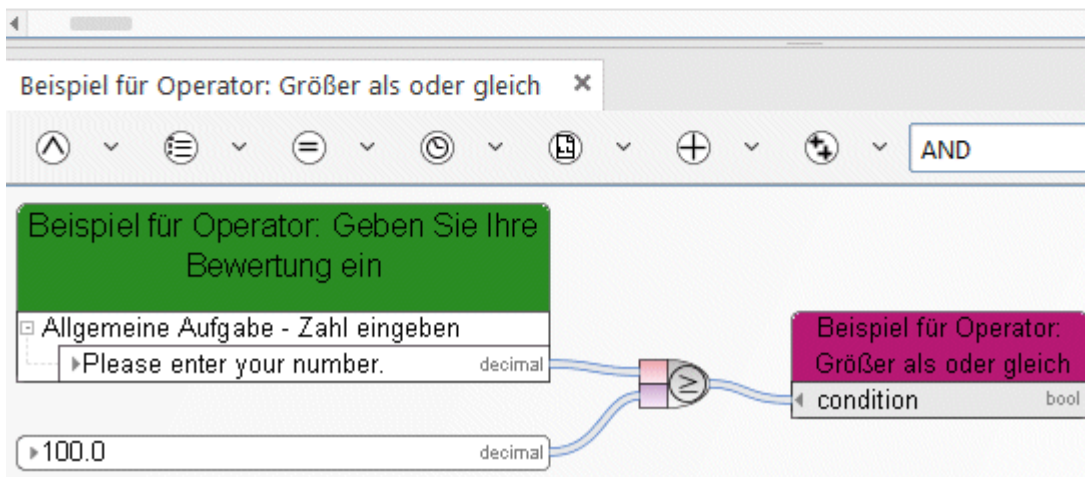 Beispiel für Operator: Größer als oder gleich
AND
Beispiel für Operator: Geben Sie Ihre
Bewertung ein
Allgemeine Aufgabe - Zahl eingeben
Please enter your number. decimal
100.0 decimal
≥
Beispiel für Operator:
Größer als oder gleich
condition bool